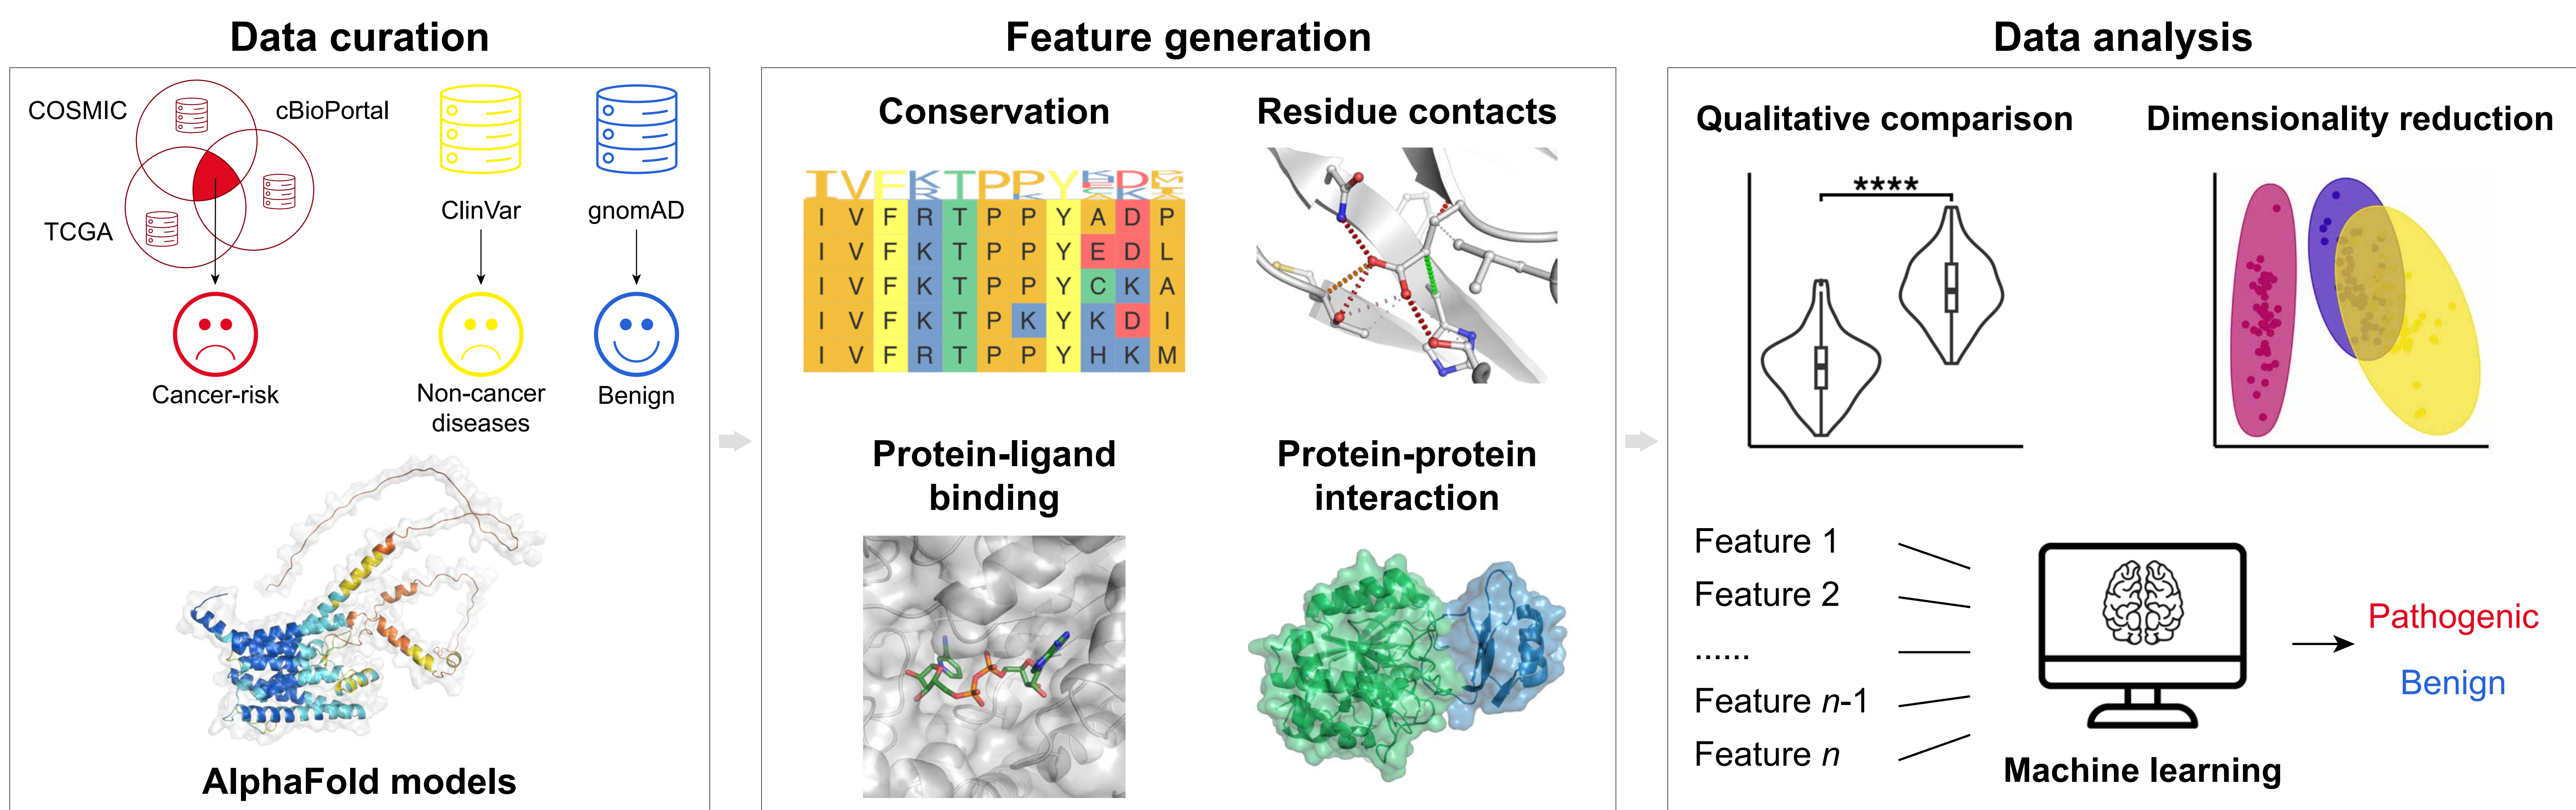 Data curation
COSMIC
cBioPortal
TCGA
ClinVar
gnomAD
Cancer-risk
Non-cancer
diseases
Benign
AlphaFold models
Feature generation
Conservation
I V F K T P P Y K D M
I V F R T P P Y A D P
I V F K T P P Y E D L
I V F K T P P Y C K A
I V F K T P K Y K D I
I V F R T P P Y H K M
Residue contacts
Protein-ligand
binding
Protein-protein
interaction
Data analysis
Qualitative comparison
****
Dimensionality reduction
Feature 1
Feature 2
......
Feature n-1
Feature n
Machine learning
Pathogenic
Benign